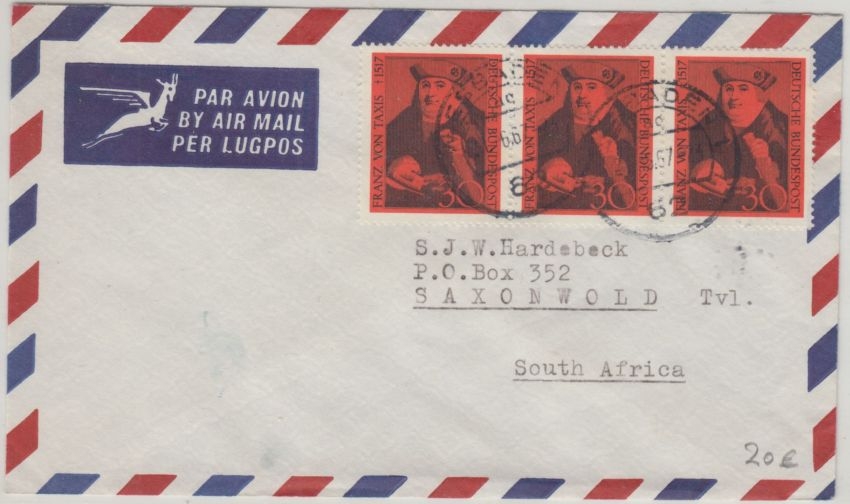 PAR AVION
BY AIR MAIL
PER LUGPOS
FRANZ VON TAXIS † 1517
DEUTSCHE BUNDESPOST
30
FRANZ VON TAXIS † 1517
DEUTSCHE BUNDESPOST
30
FRANZ VON TAXIS † 1517
DEUTSCHE BUNDESPOST
30
S.J.W.Hardebeck
P.O.Box 352
SAXONWOLD Tvl.
South Africa
20€